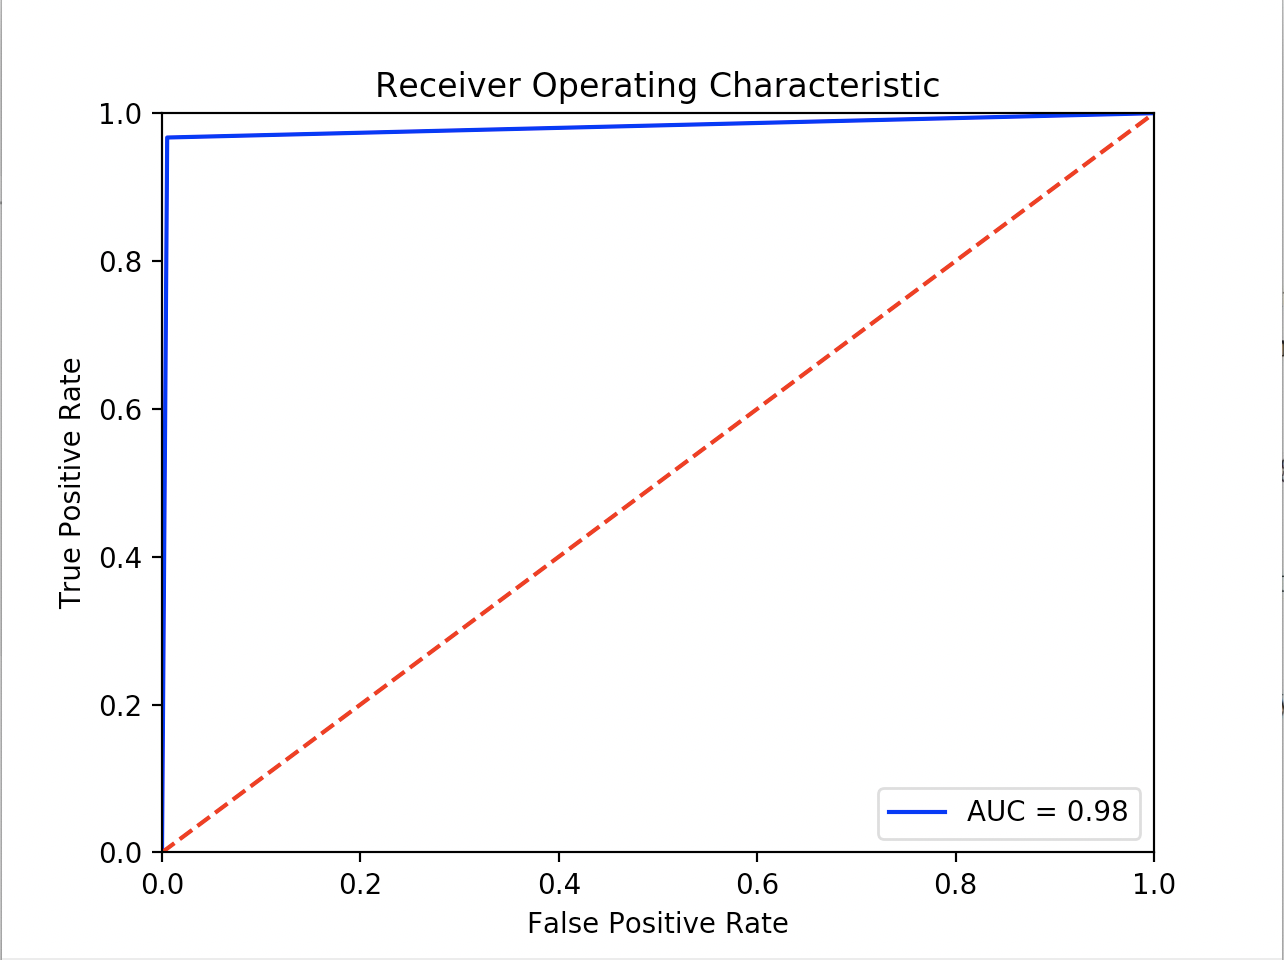 Receiver Operating Characteristic
1.0
0.8
0.6
0.4
0.2
0.0
True Positive Rate
AUC = 0.98
0.0 0.2 0.4 0.6 0.8 1.0
False Positive Rate